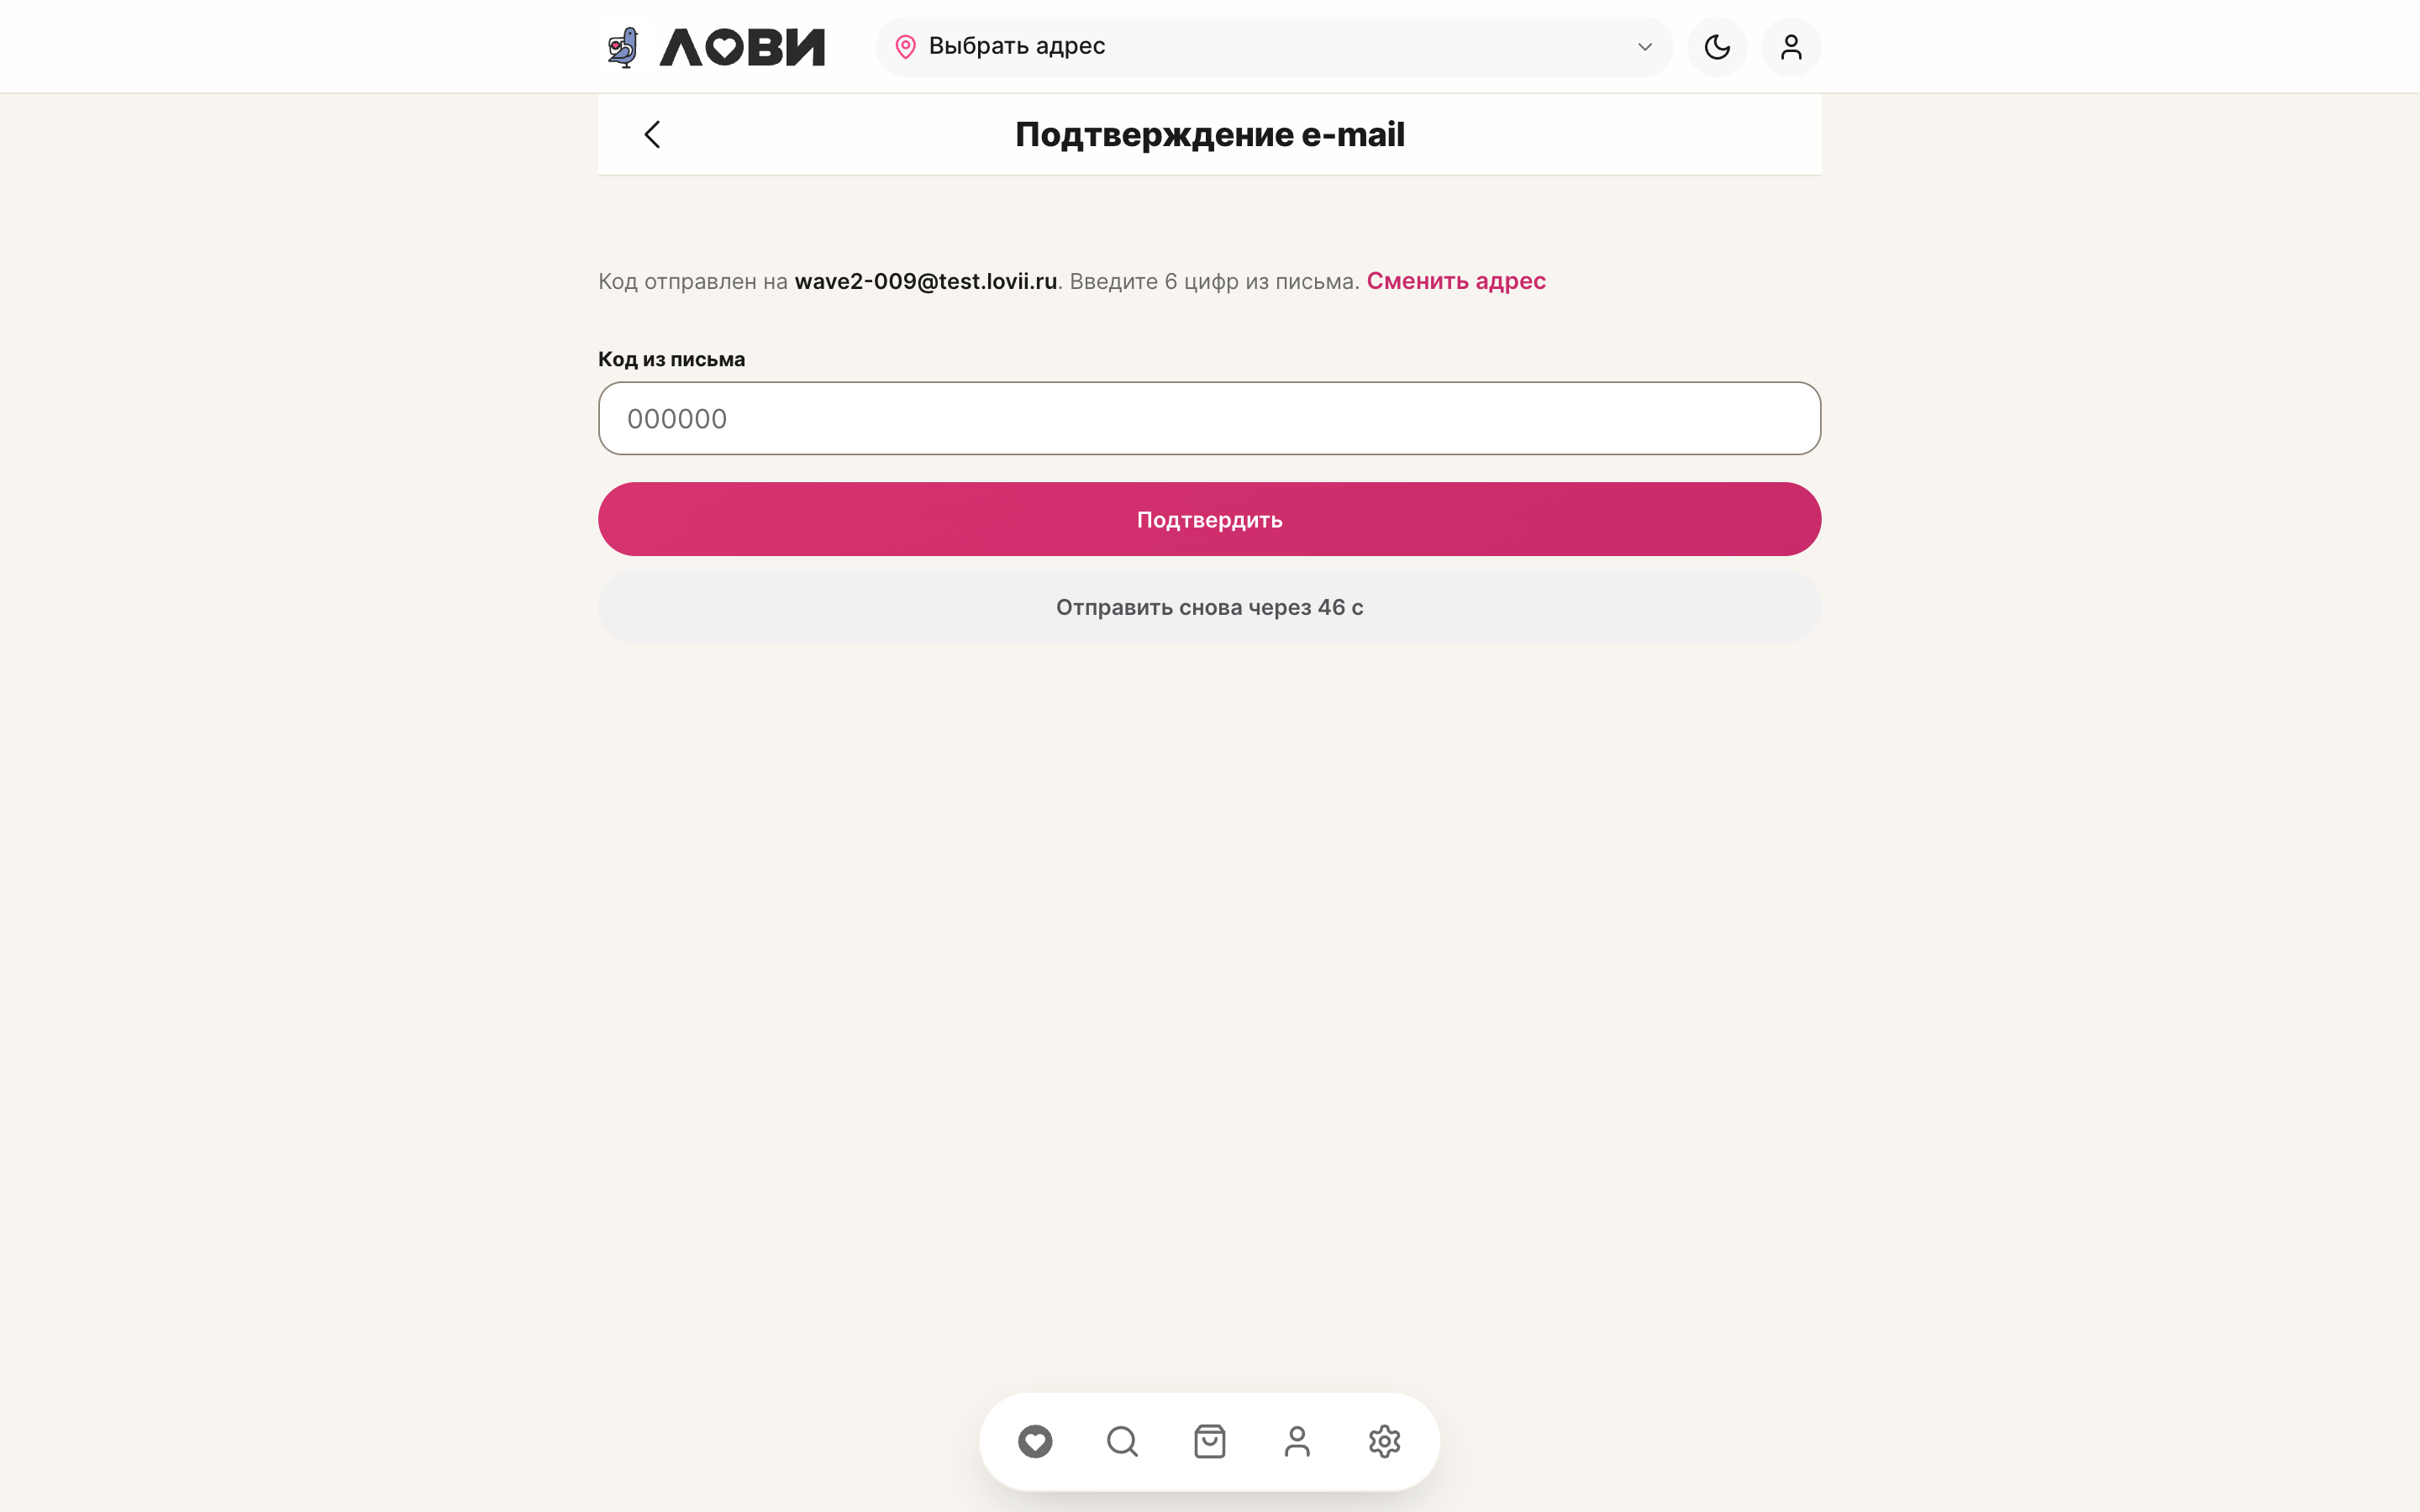 ЛОВИ
Выбрать адрес
Подтверждение e-mail
Код отправлен на wave2-009@test.lovii.ru. Введите 6 цифр из письма. Сменить адрес
Код из письма
000000
Подтвердить
Отправить снова через 46 с